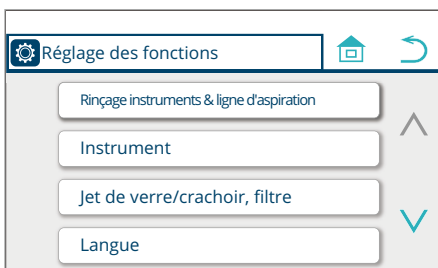 Réglage des fonctions
Rinçage instruments & ligne d'aspiration
Instrument
Jet de verre/crachoir, filtre
Langue